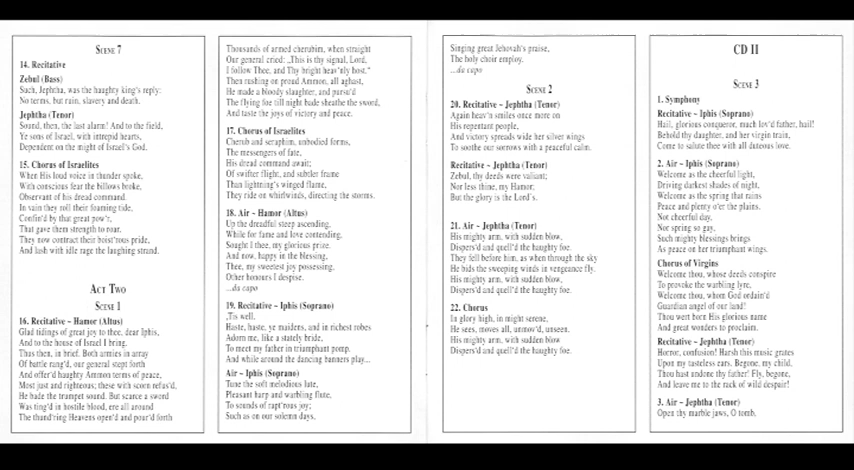 SCENE 7
14. Recitative
Zebul (Bass)
Such, Jephtha, was the haughty king's reply:
No terms, but ruin, slavery and death.
Jephtha (Tenor)
Sound, then, the last alarm! And to the field,
Ye sons of Israel, with intrepid hearts,
Dependent on the might of Israel's God.
15. Chorus of Israelites
When His loud voice in thunder spoke,
With conscious fear the billows broke,
Observant of his dread command.
In vain they roll their foaming tide,
Confin'd by that great pow'r,
That gave them strength to roar.
They now contract their boist'rous pride,
And lash with idle rage the laughing strand.
ACT TWO
SCENE 1
16. Recitative ~ Hamor (Altus)
Glad tidings of great joy to thee, dear Iphis,
And to the house of Israel I bring.
Thus then, in brief. Both armies in array
Of battle rang'd, our general stept forth
And offer'd haughty Ammon terms of peace,
Most just and righteous; these with scorn refus'd,
He bade the trumpet sound. But scarce a sword
Was ting'd in hostile blood, ere all around
The thund'ring Heavens open'd and pour'd forth
Thousands of armed cherubim, when straight
Our general cried: „This is thy signal, Lord,
I follow Thee, and Thy bright heav'nly host."
Then rushing on proud Ammon, all aghast,
He made a bloody slaughter, and pursu'd
The flying foe till night bade sheathe the sword,
And taste the joys of victory and peace.
17. Chorus of Israelites
Cherub and seraphim, unbodied forms,
The messengers of fate,
His dread command await;
Of swifter flight, and subtler frame
Than lightning's winged flame,
They ride on whirlwinds, directing the storms.
18. Air ~ Hamor (Altus)
Up the dreadful steep ascending,
While for fame and love contending,
Sought I thee, my glorious prize.
And now, happy in the blessing,
Thee, my sweetest joy possessing,
Other honours I despise.
...da capo
19. Recitative ~ Iphis (Soprano)
„Tis well.
Haste, haste, ye maidens, and in richest robes
Adorn me, like a stately bride,
To meet my father in triumphant pomp.
And while around the dancing banners play...
Air ~ Iphis (Soprano)
Tune the soft melodious lute,
Pleasant harp and warbling flute,
To sounds of rapt'rous joy;
Such as on our solemn days,
Singing great Jehovah's praise,
The holy choir employ.
...da capo
SCENE 2
20. Recitative ~ Jephtha (Tenor)
Again heav'n smiles once more on
His repentant people,
And victory spreads wide her silver wings
To soothe our sorrows with a peaceful calm.
Recitative ~ Jephtha (Tenor)
Zebul, thy deeds were valiant;
Nor less thine, my Hamor;
But the glory is the Lord's.
21. Air ~ Jephtha (Tenor)
His mighty arm, with sudden blow,
Dispers'd and quell'd the haughty foe.
They fell before him, as when through the sky
He bids the sweeping winds in vengeance fly.
His mighty arm, with sudden blow,
Dispers'd and quell'd the haughty foe.
22. Chorus
In glory high, in might serene,
He sees, moves all, unmov'd, unseen.
His mighty arm, with sudden blow
Dispers'd and quell'd the haughty foe.
CD II
SCENE 3
1. Symphony
Recitative ~ Iphis (Soprano)
Hail, glorious conqueror, mach lov'd father, hail!
Behold thy daughter, and her virgin train,
Come to salute thee with all duteous love.
2. Air ~ Iphis (Soprano)
Welcome as the cheerful light,
Driving darkest shades of night,
Welcome as the spring that rains
Peace and plenty o'er the plains.
Not cheerful day,
Nor spring so gay,
Such mighty blessings brings
As peace on her triumphant wings.
Chorus of Virgins
Welcome thou, whose deeds conspire
To provoke the warbling lyre,
Welcome thou, whom God ordain'd
Guardian angel of our land!
Thou wert born His glorious name
And great wonders to proclaim.
Recitative ~ Jephtha (Tenor)
Horror, confusion! Harsh this music grates
Upon my tasteless ears. Begone, my child,
Thou hast undone thy father! Fly, begone,
And leave me to the rack of wild despair!
3. Air ~ Jephtha (Tenor)
Open thy marble jaws, O tomb,